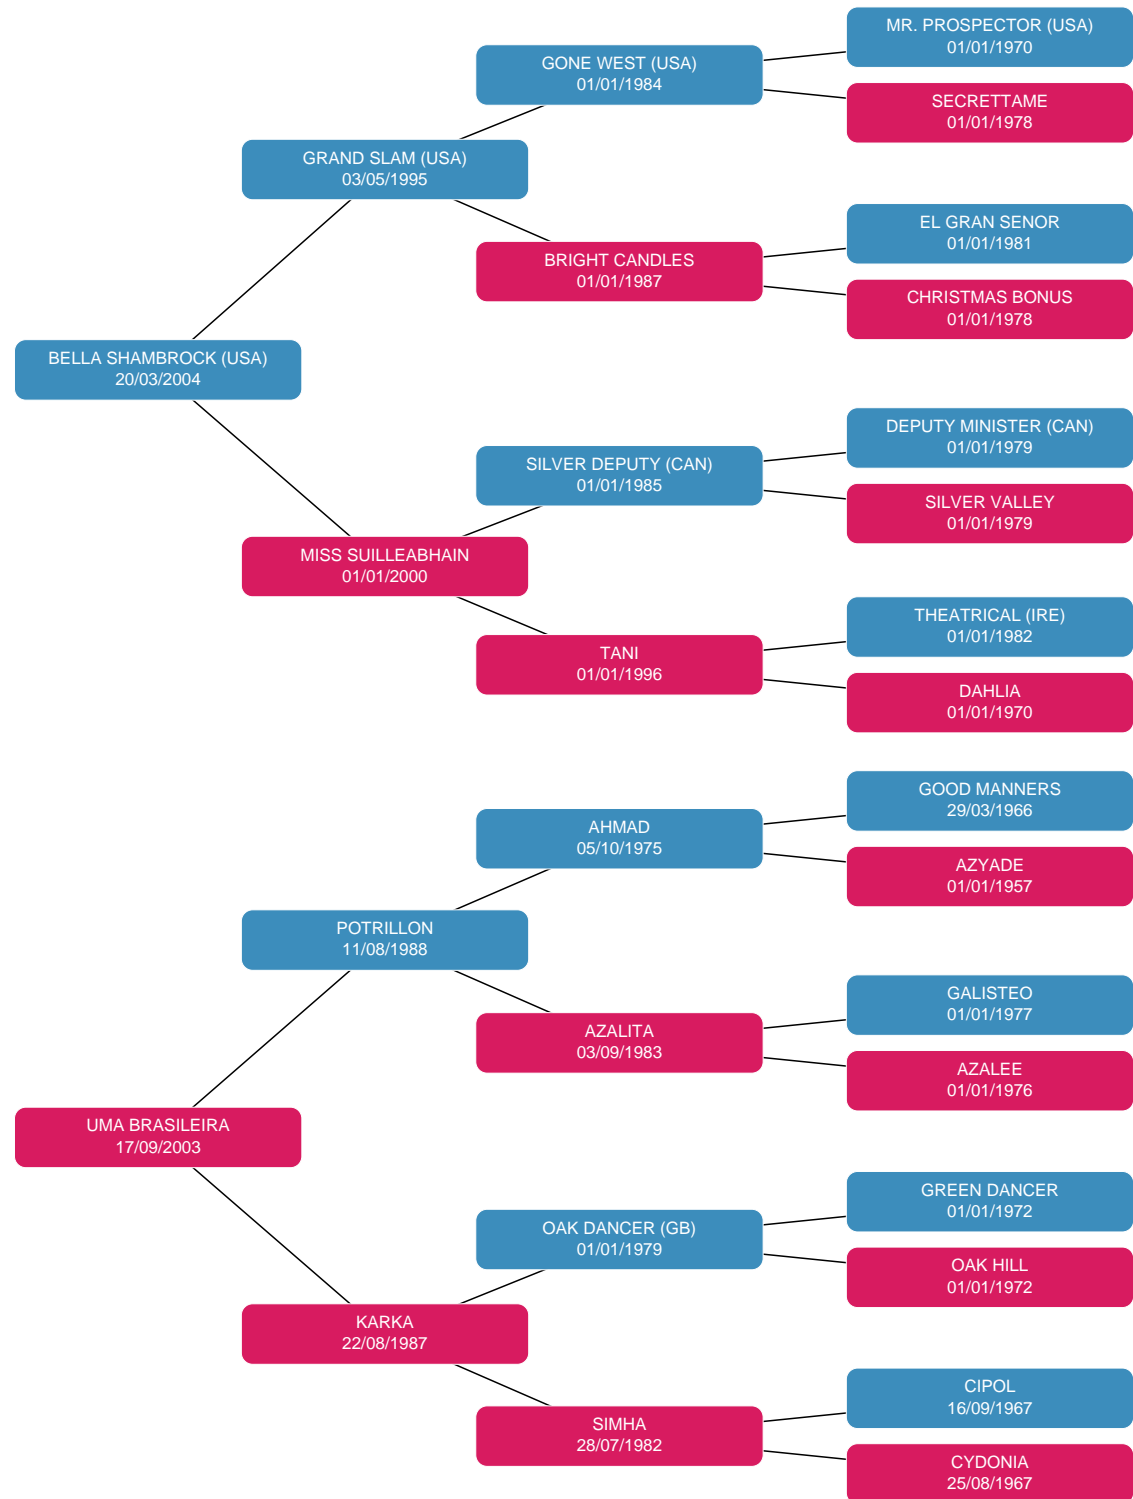 MR. PROSPECTOR (USA)
01/01/1970
GONE WEST (USA)
01/01/1984
SECRETTAME
01/01/1978
GRAND SLAM (USA)
03/05/1995
EL GRAN SENOR
01/01/1981
BRIGHT CANDLES
01/01/1987
CHRISTMAS BONUS
01/01/1978
BELLA SHAMBROCK (USA)
20/03/2004
DEPUTY MINISTER (CAN)
01/01/1979
SILVER DEPUTY (CAN)
01/01/1985
SILVER VALLEY
01/01/1979
MISS SUILLEABHAIN
01/01/2000
THEATRICAL (IRE)
01/01/1982
TANI
01/01/1996
DAHLIA
01/01/1970
GOOD MANNERS
29/03/1966
AHMAD
05/10/1975
AZYADE
01/01/1957
POTRILLON
11/08/1988
GALISTEO
01/01/1977
AZALITA
03/09/1983
AZALEE
01/01/1976
UMA BRASILEIRA
17/09/2003
GREEN DANCER
01/01/1972
OAK DANCER (GB)
01/01/1979
OAK HILL
01/01/1972
KARKA
22/08/1987
CIPOL
16/09/1967
SIMHA
28/07/1982
CYDONIA
25/08/1967